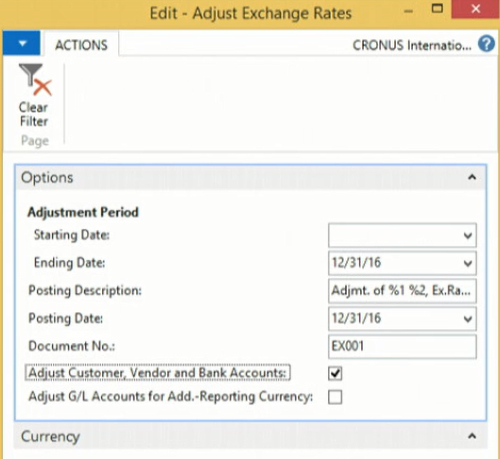 Edit - Adjust Exchange Rates
ACTIONS
CRONUS Internatio...
Clear
Filter
Page
Options
Adjustment Period
Starting Date:
Ending Date: 12/31/16
Posting Description: Adjmt. of %1 %2, Ex.Ra...
Posting Date: 12/31/16
Document No.: EX001
Adjust Customer, Vendor and Bank Accounts:
Adjust G/L Accounts for Add.-Reporting Currency:
Currency